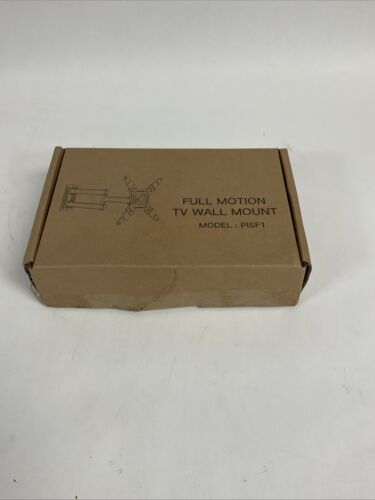 FULL MOTION
TV WALL MOUNT
MODEL : PISF1